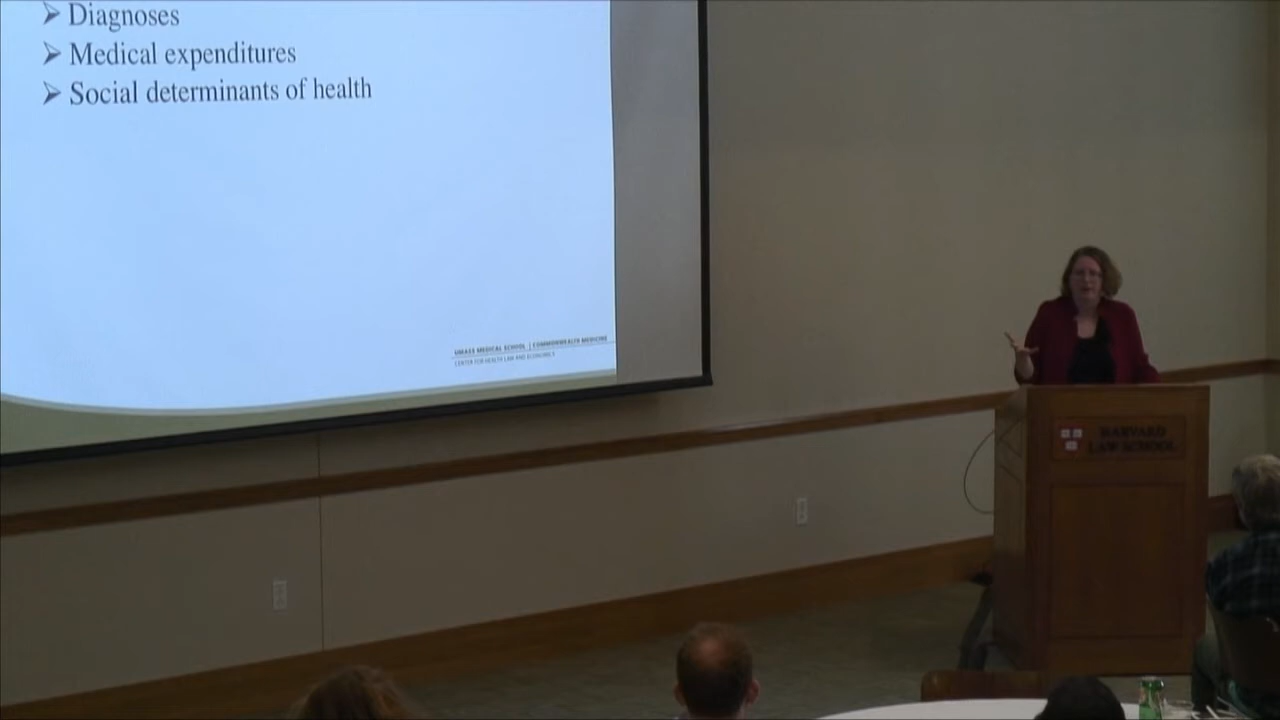 ➢ Diagnoses
➢ Medical expenditures
➢ Social determinants of health
UMASS MEDICAL SCHOOL | COMMONWEALTH MEDICINE
CENTER FOR HEALTH LAW AND ECONOMICS
HARVARD
LAW SCHOOL